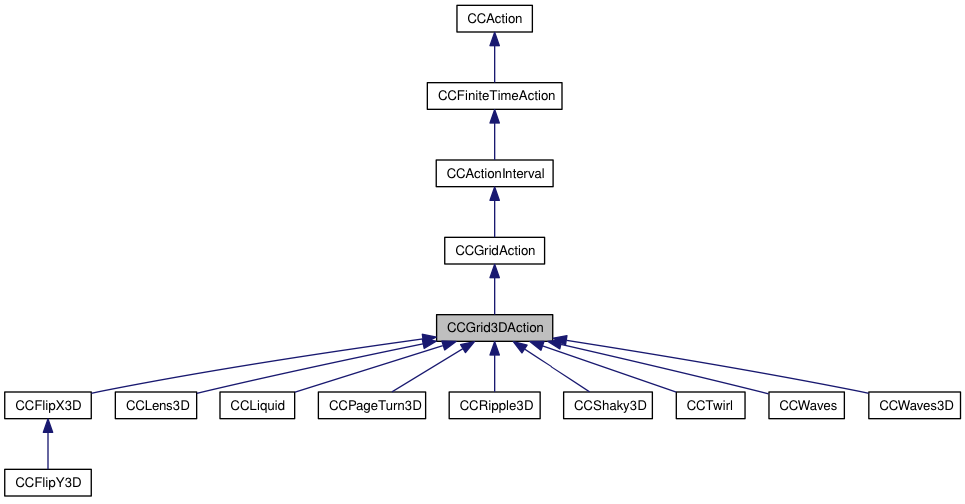 CCAction
CCFiniteTimeAction
CCActionInterval
CCGridAction
CCGrid3DAction
CCFlipX3D
CCLens3D
CCLiquid
CCPageTurn3D
CCRipple3D
CCShaky3D
CCTwirl
CCWaves
CCWaves3D
CCFlipY3D